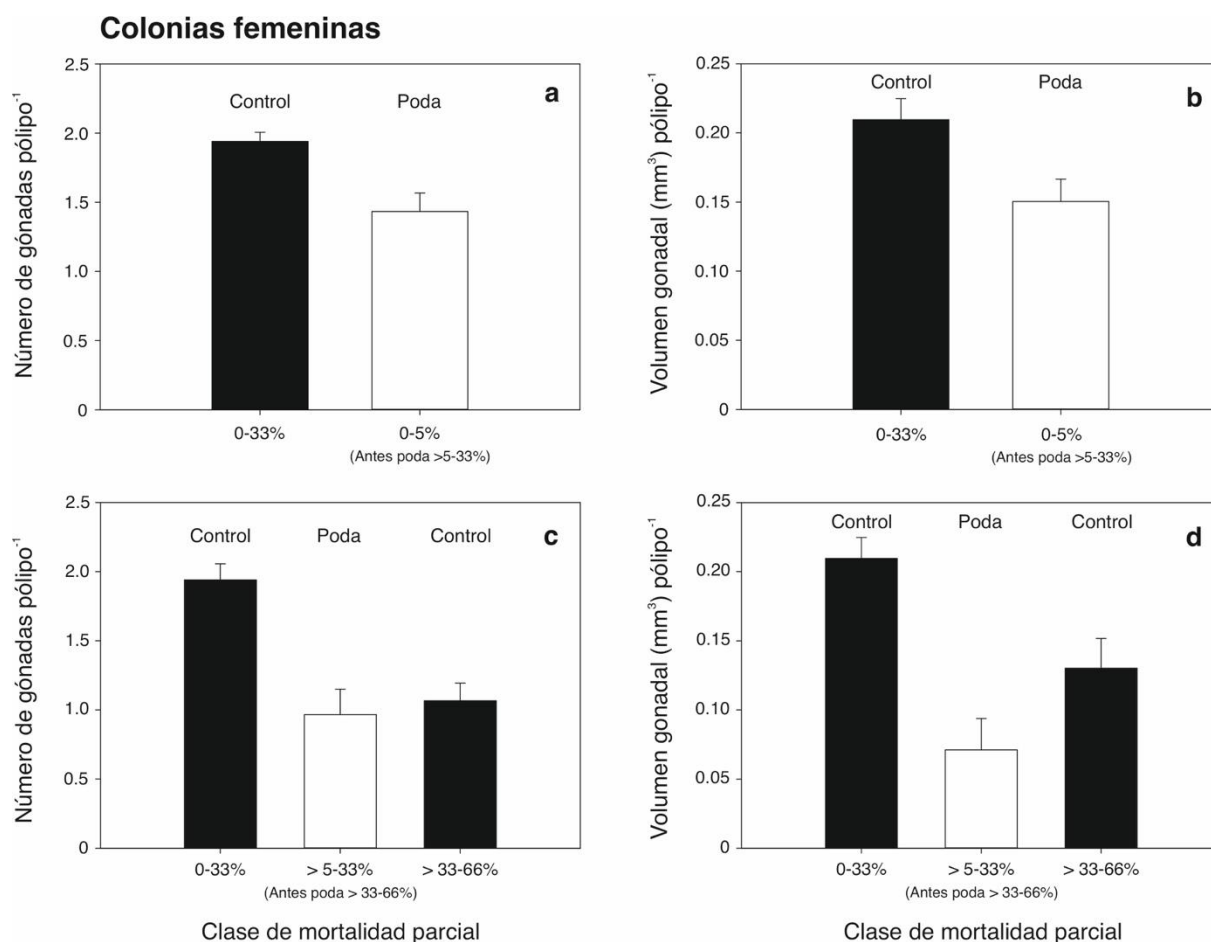 Colonias femeninas
Número de gónadas pólipo⁻¹
2.5
2.0
1.5
1.0
0.5
0
Control
Poda
a
0-33%
0-5%
(Antes poda >5-33%)
Volumen gonadal (mm³) pólipo⁻¹
0.25
0.20
0.15
0.10
0.05
0
Control
Poda
b
0-33%
0-5%
(Antes poda >5-33%)
Número de gónadas pólipo⁻¹
2.5
2.0
1.5
1.0
0.5
0
Control
Poda
Control
c
0-33%
> 5-33%
> 33-66%
(Antes poda > 33-66%)
Clase de mortalidad parcial
Volumen gonadal (mm³) pólipo⁻¹
0.25
0.20
0.15
0.10
0.05
0
Control
Poda
Control
d
0-33%
> 5-33%
> 33-66%
(Antes poda > 33-66%)
Clase de mortalidad parcial